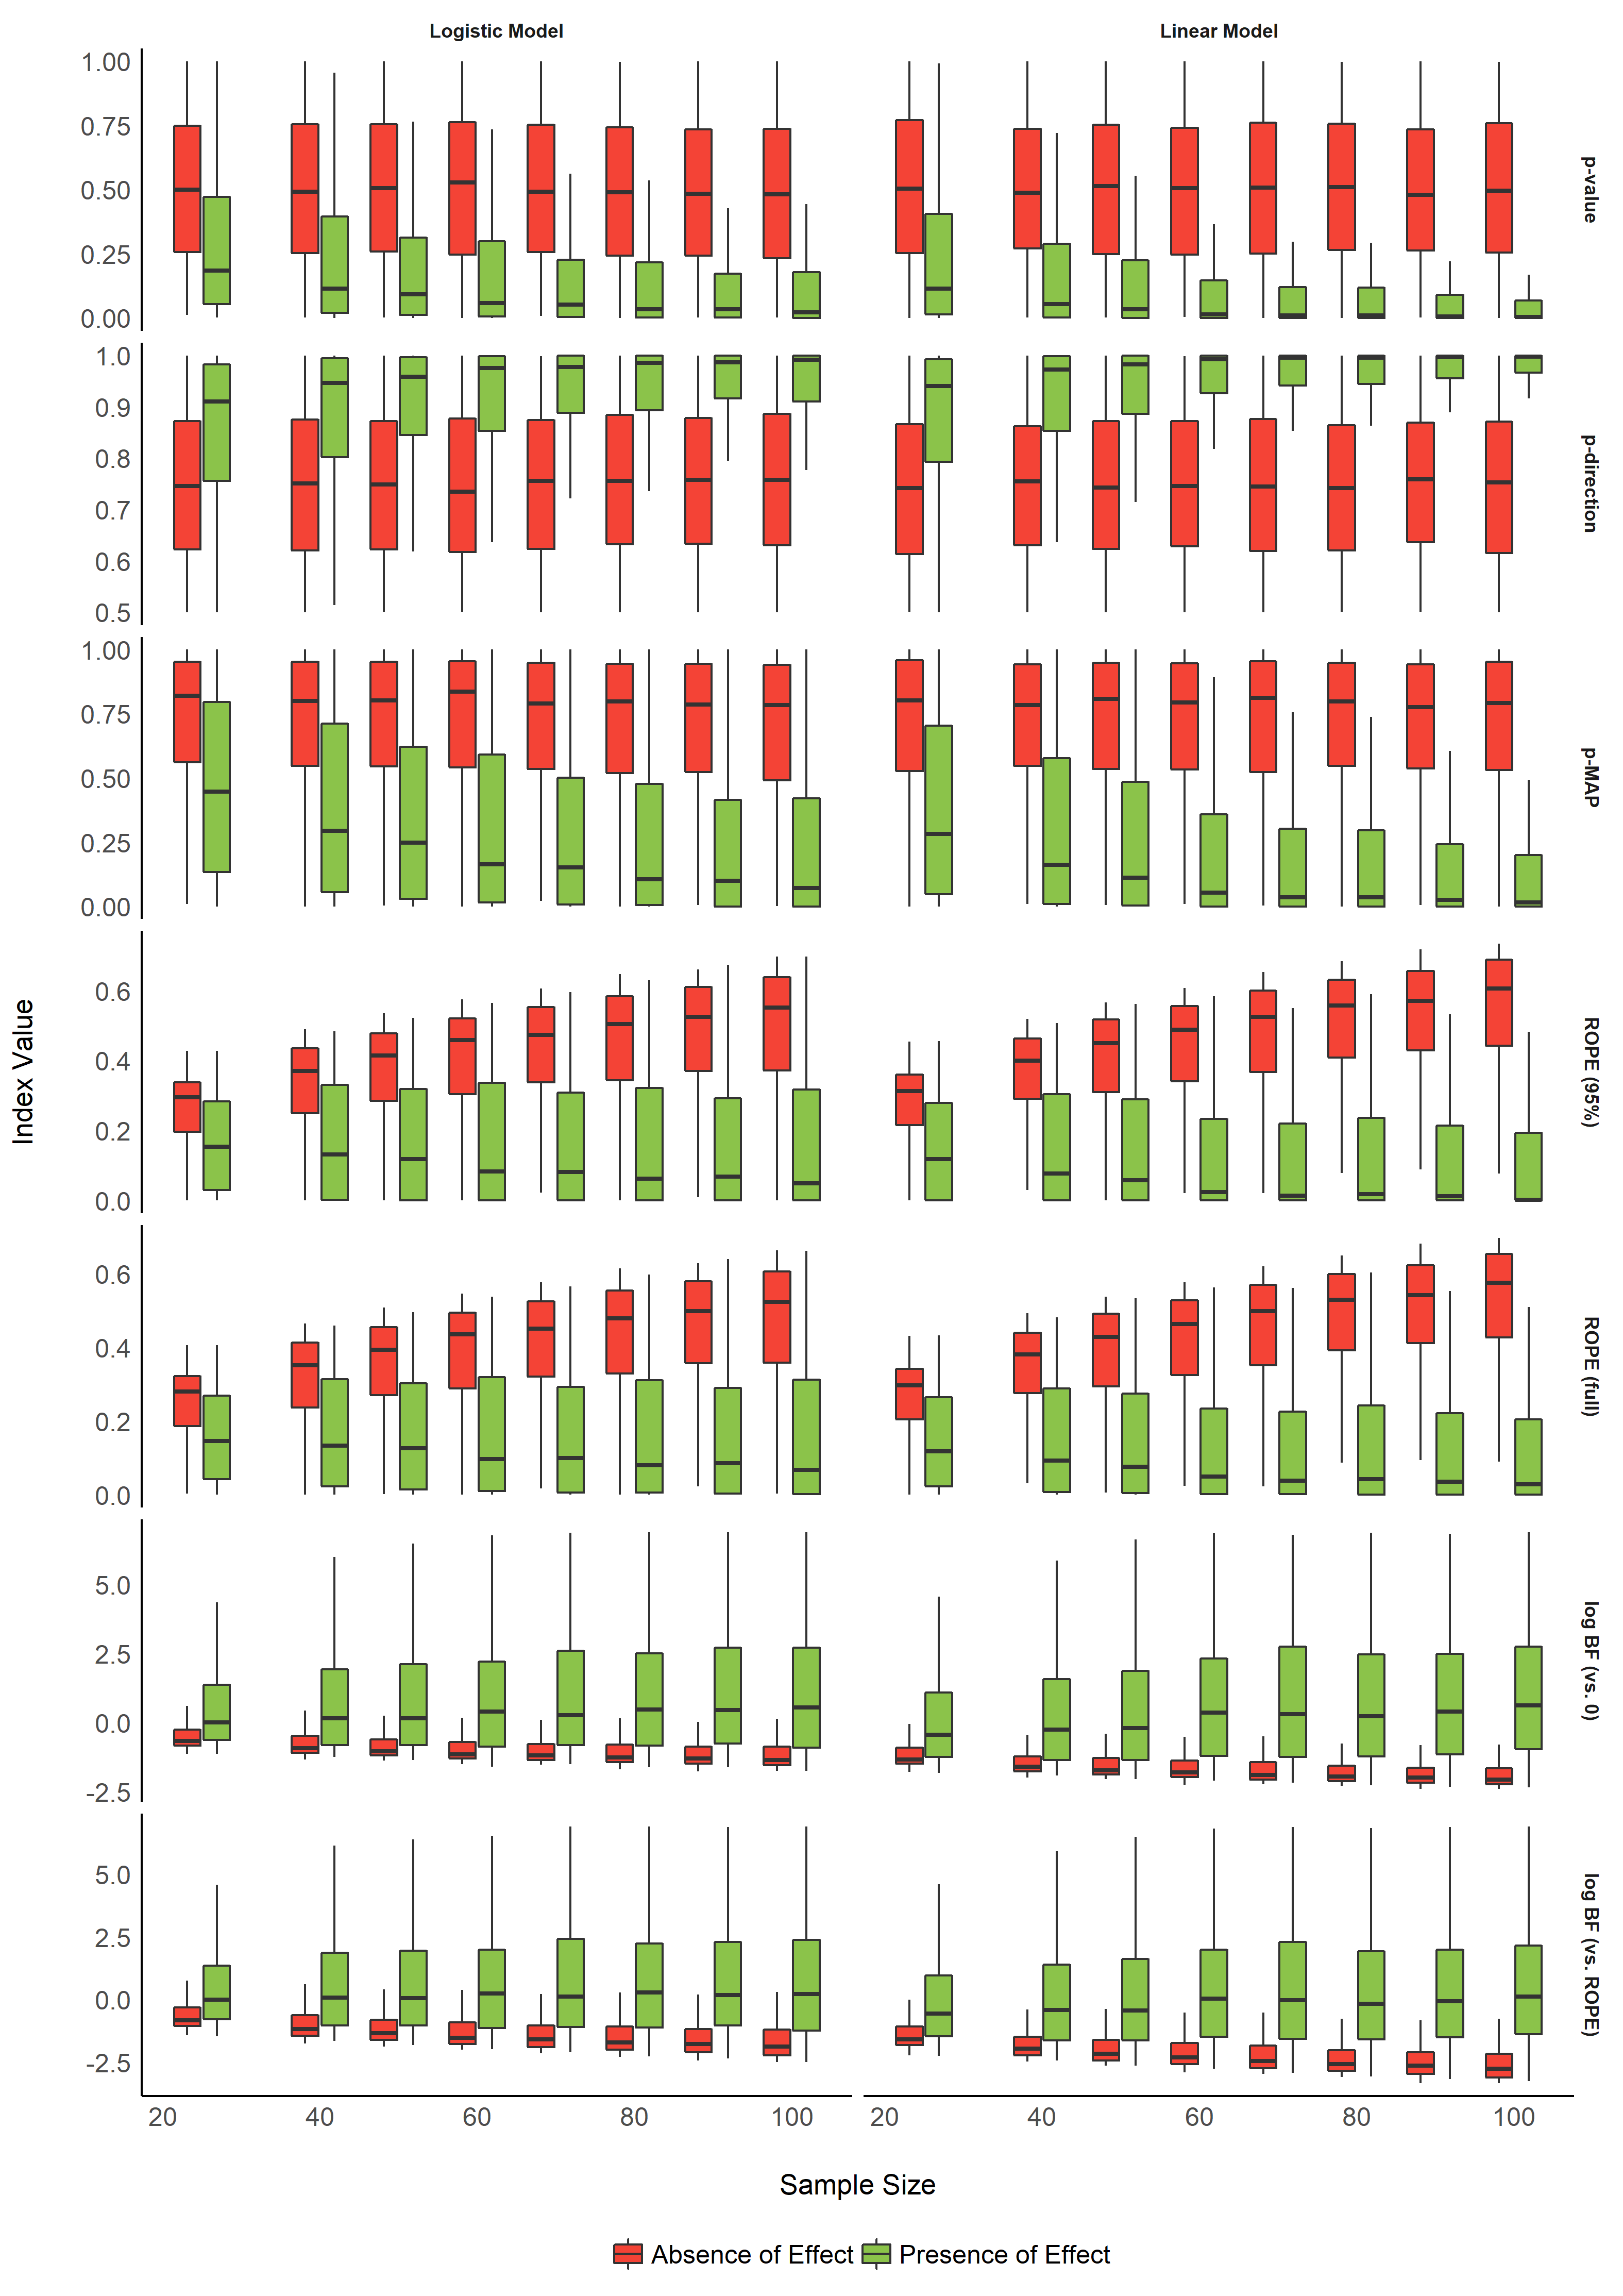 Logistic Model
Linear Model
Index Value
1.00
0.75
0.50
0.25
0.00
p-value
1.0
0.9
0.8
0.7
0.6
0.5
p-direction
1.00
0.75
0.50
0.25
0.00
p-MAP
0.6
0.4
0.2
0.0
ROPE (95%)
0.6
0.4
0.2
0.0
ROPE (full)
5.0
2.5
0.0
-2.5
log BF (vs. 0)
5.0
2.5
0.0
-2.5
log BF (vs. ROPE)
20 40 60 80 100
20 40 60 80 100
Sample Size
Absence of Effect Presence of Effect